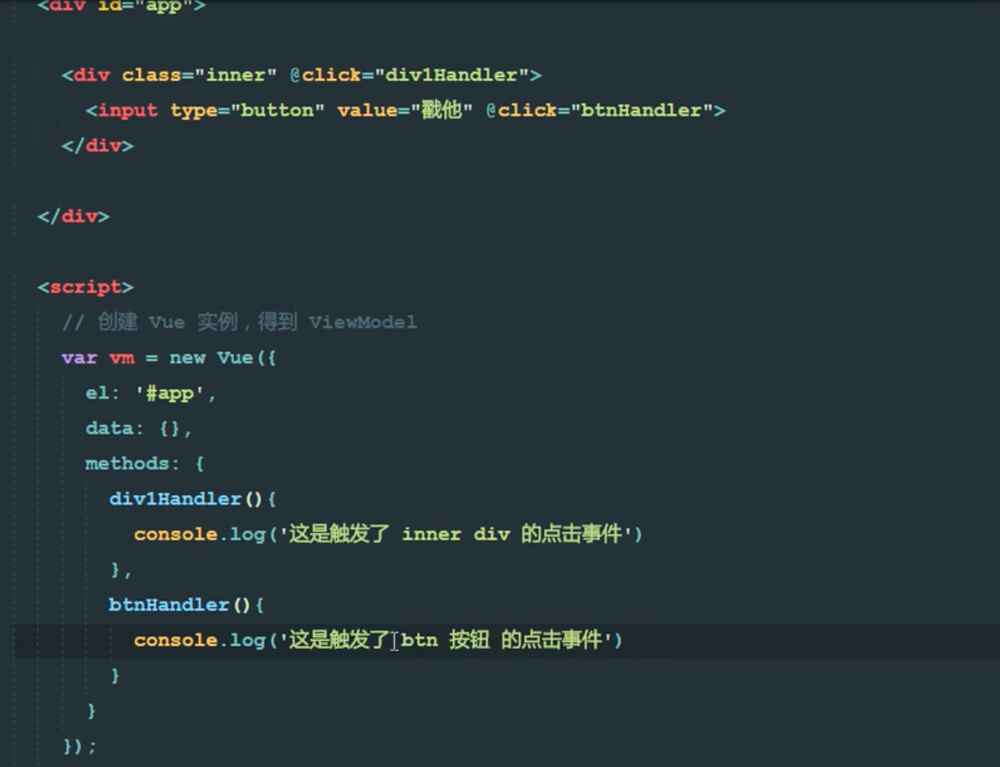 <div id="app">
<div class="inner" @click="div1Handler">
<input type="button" value="戳他" @click="btnHandler">
</div>
</div>
<script>
// 创建 Vue 实例，得到 ViewModel
var vm = new Vue({
el: '#app',
data: {},
methods: {
div1Handler(){
console.log('这是触发了 inner div 的点击事件')
},
btnHandler(){
console.log('这是触发了 btn 按钮 的点击事件')
}
}
});